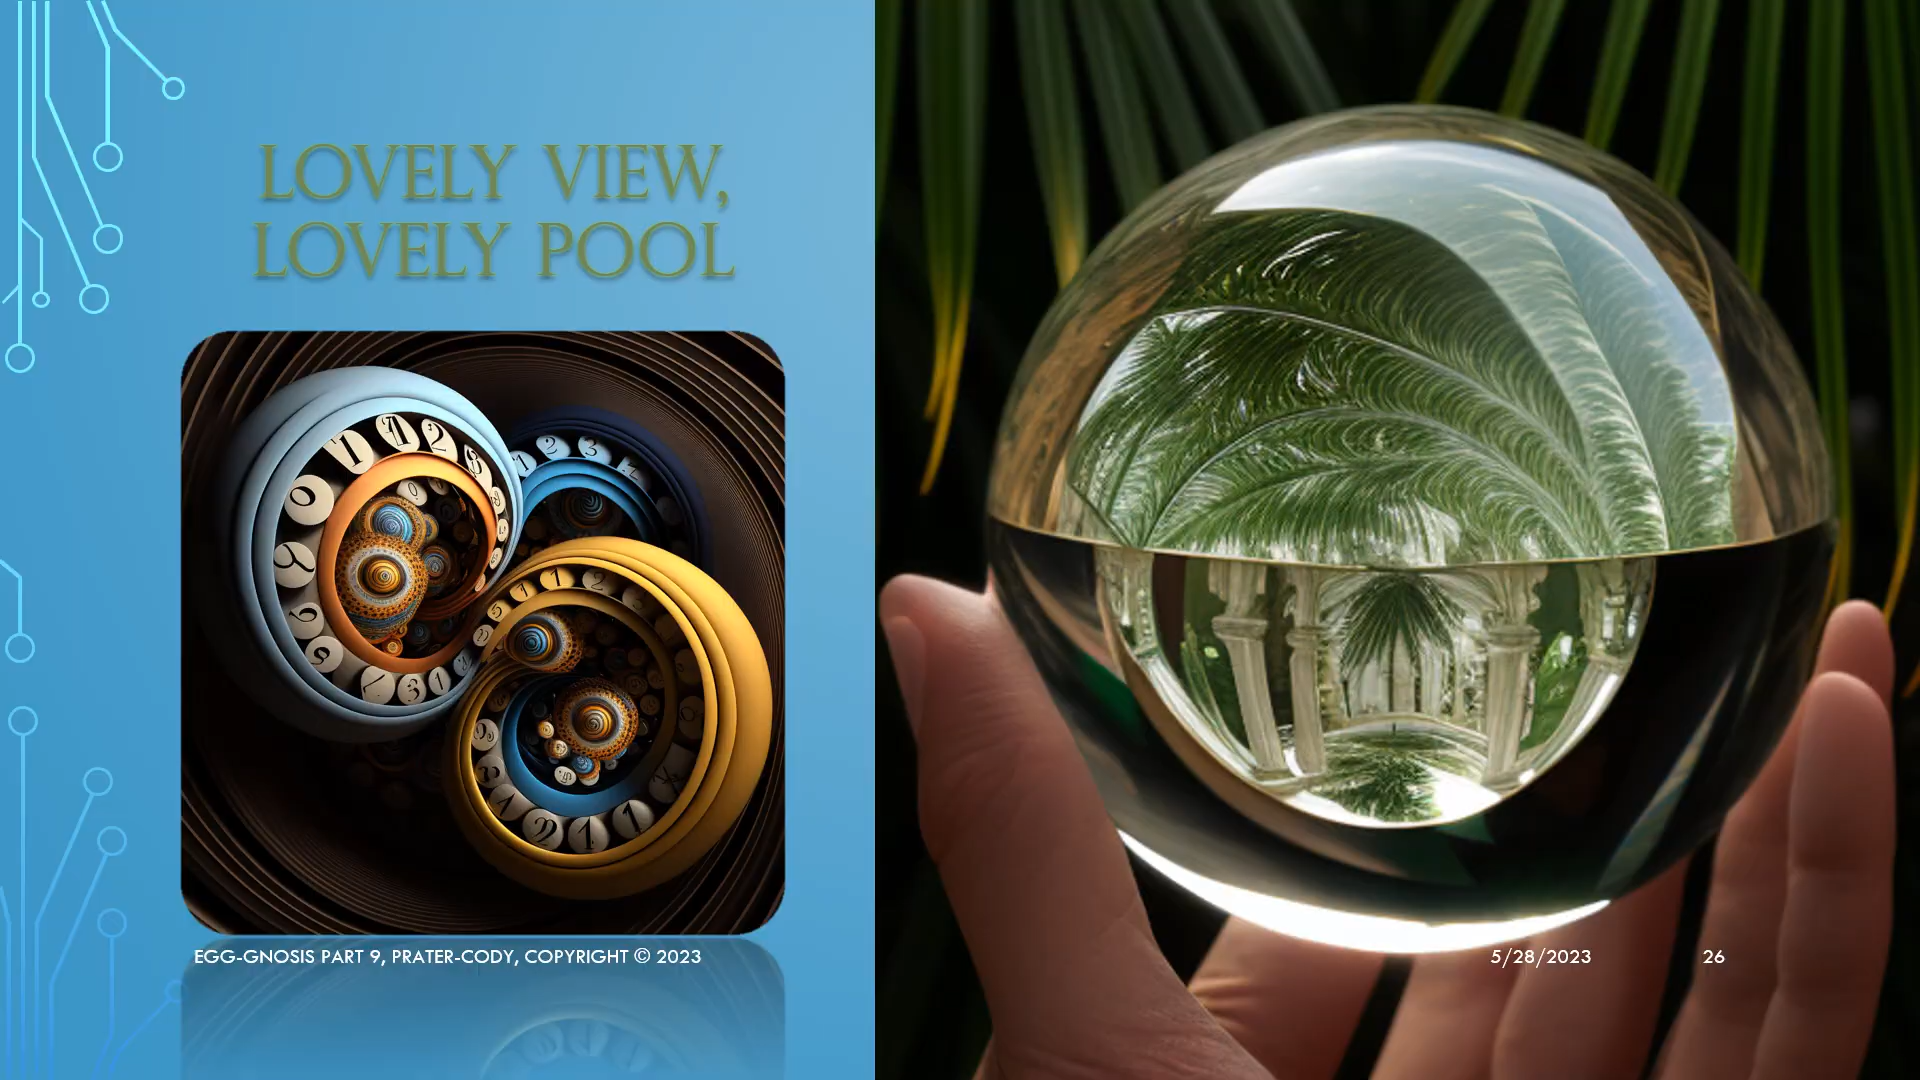 LOVELY VIEW,
LOVELY POOL
EGG-GNOSIS PART 9, PRATER-CODY, COPYRIGHT © 2023
5/28/2023
26